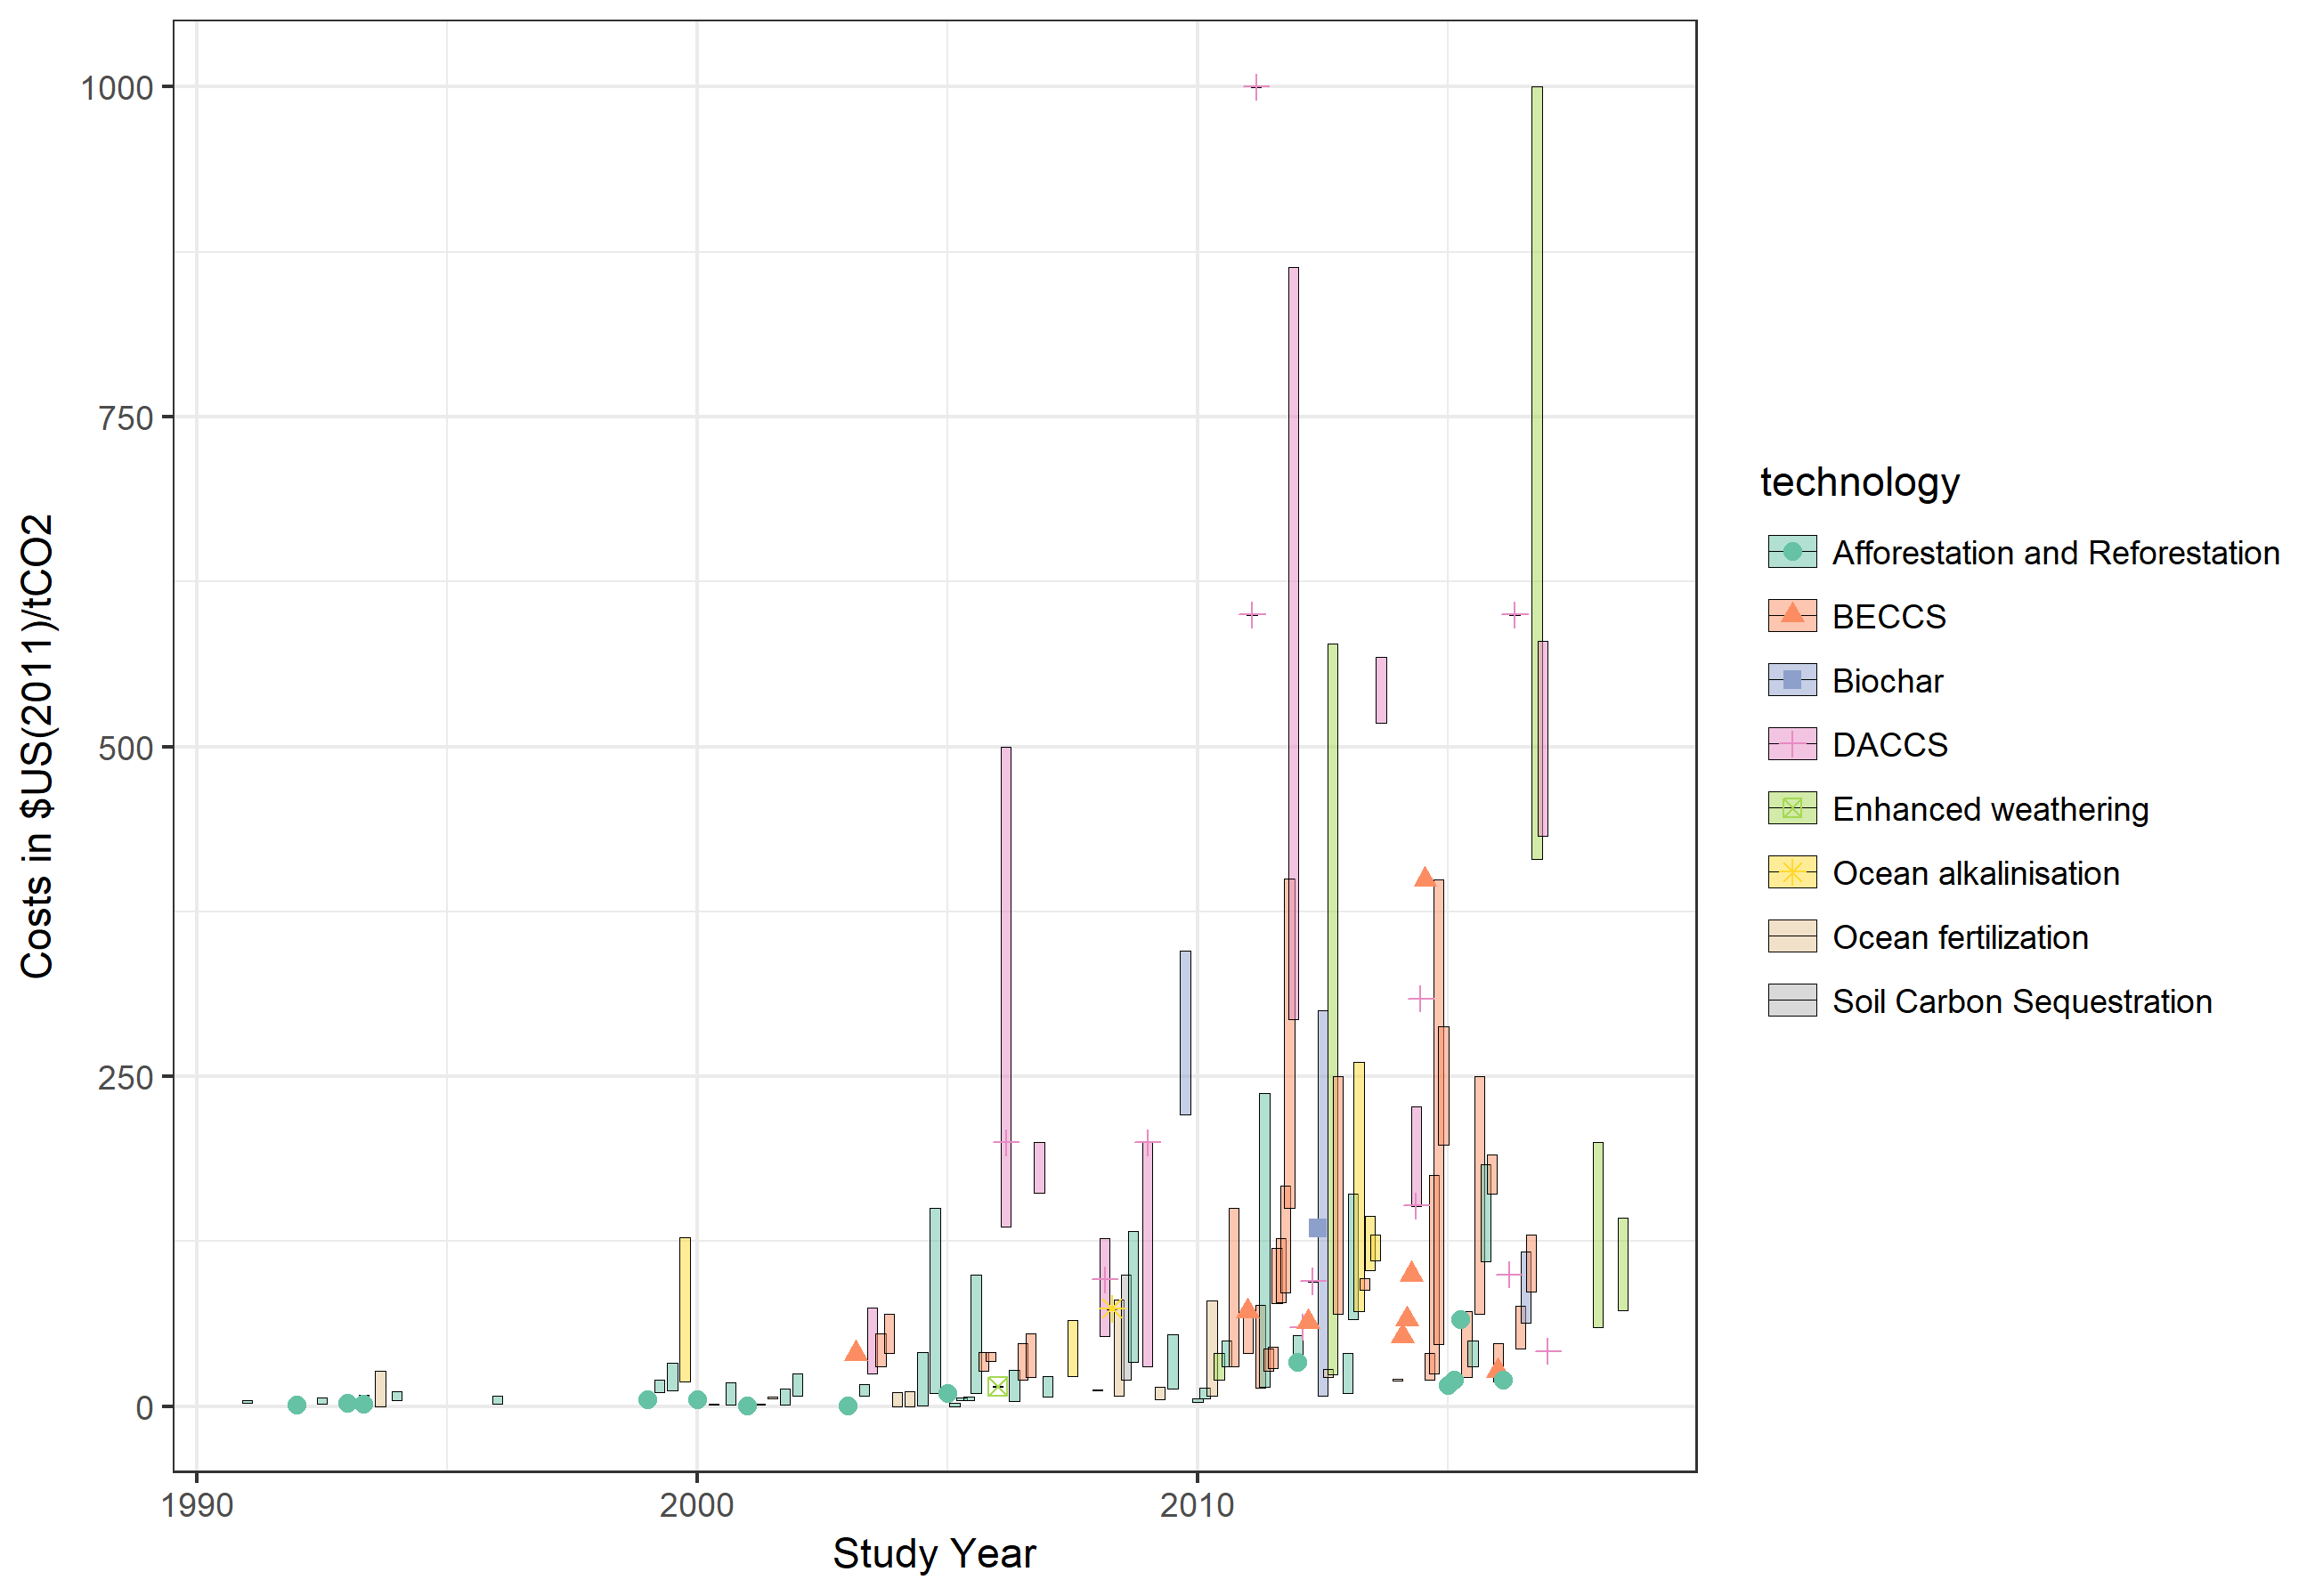 1000
750
500
250
0
Costs in $US(2011)/tCO2
1990
2000
2010
Study Year
technology
Afforestation and Reforestation
BECCS
Biochar
DACCS
Enhanced weathering
Ocean alkalinisation
Ocean fertilization
Soil Carbon Sequestration